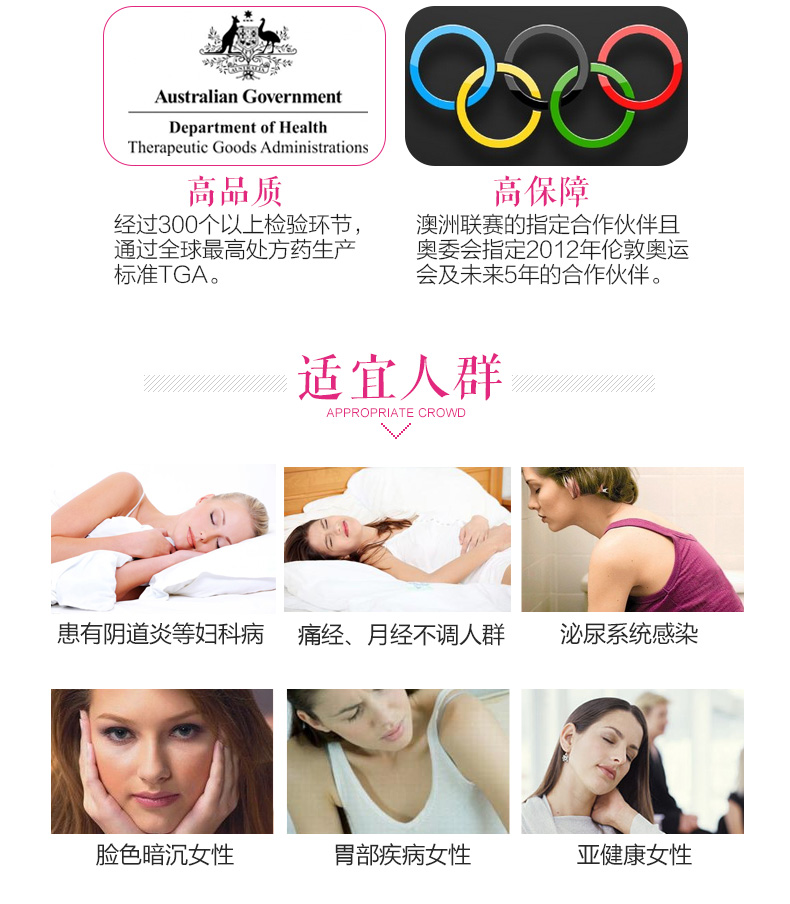 AUSTRALIA
Australian Government
Department of Health
Therapeutic Goods Administrations
高品质
经过300个以上检验环节，
通过全球最高处方药生产
标准TGA。
高保障
澳洲联赛的指定合作伙伴且
奥委会指定2012年伦敦奥运
会及未来5年的合作伙伴。
适宜人群
APPROPRIATE CROWD
患有阴道炎等妇科病
痛经、月经不调人群
泌尿系统感染
脸色暗沉女性
胃部疾病女性
亚健康女性